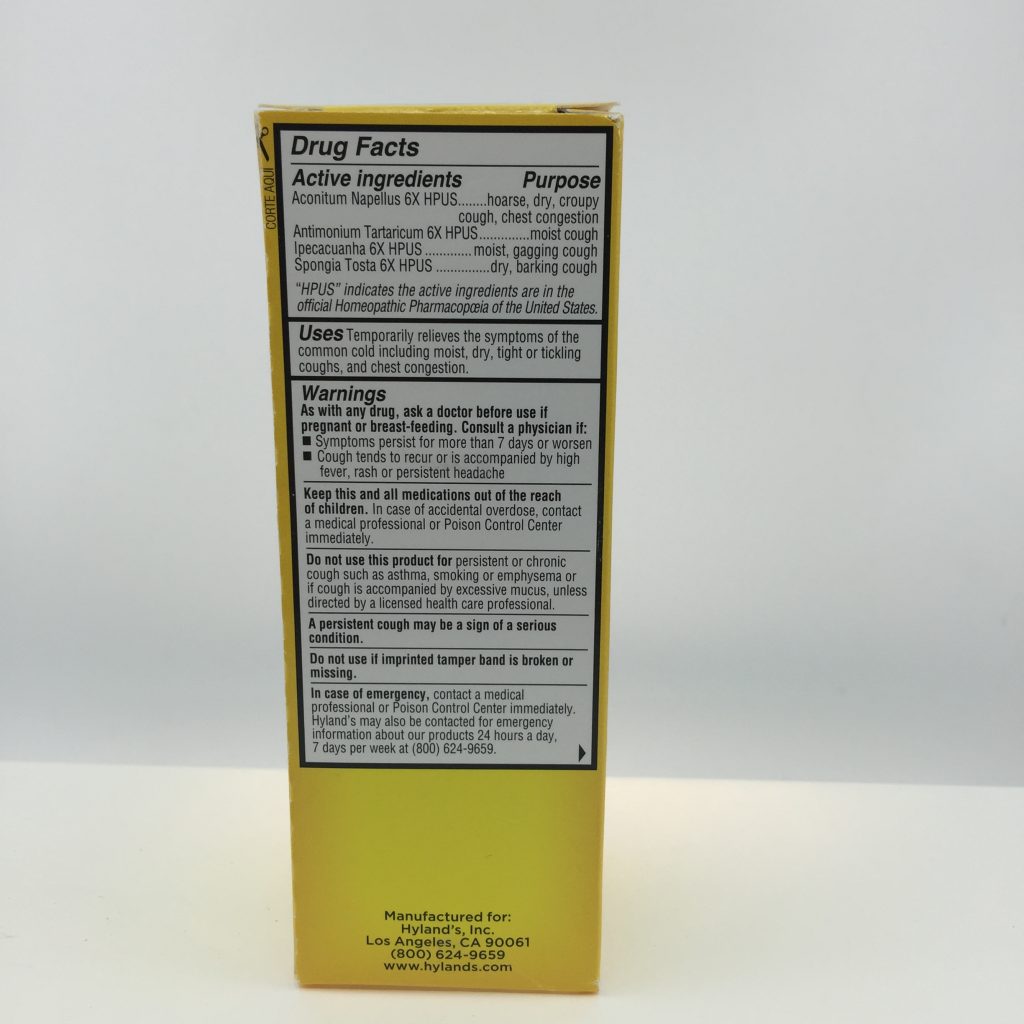 CORTE AQUI
Drug Facts
Active ingredients Purpose
Aconitum Napellus 6X HPUS........hoarse, dry, croupy
cough, chest congestion
Antimonium Tartaricum 6X HPUS..............moist cough
Ipecacuanha 6X HPUS .............moist, gagging cough
Spongia Tosta 6X HPUS ...............dry, barking cough
"HPUS" indicates the active ingredients are in the
official Homeopathic Pharmacopœia of the United States.
Uses Temporarily relieves the symptoms of the
common cold including moist, dry, tight or tickling
coughs, and chest congestion.
Warnings
As with any drug, ask a doctor before use if
pregnant or breast-feeding. Consult a physician if:
■ Symptoms persist for more than 7 days or worsen
■ Cough tends to recur or is accompanied by high
fever, rash or persistent headache
Keep this and all medications out of the reach
of children. In case of accidental overdose, contact
a medical professional or Poison Control Center
immediately.
Do not use this product for persistent or chronic
cough such as asthma, smoking or emphysema or
if cough is accompanied by excessive mucus, unless
directed by a licensed health care professional.
A persistent cough may be a sign of a serious
condition.
Do not use if imprinted tamper band is broken or
missing.
In case of emergency, contact a medical
professional or Poison Control Center immediately.
Hyland's may also be contacted for emergency
information about our products 24 hours a day,
7 days per week at (800) 624-9659.
Manufactured for:
Hyland's, Inc.
Los Angeles, CA 90061
(800) 624-9659
www.hylands.com